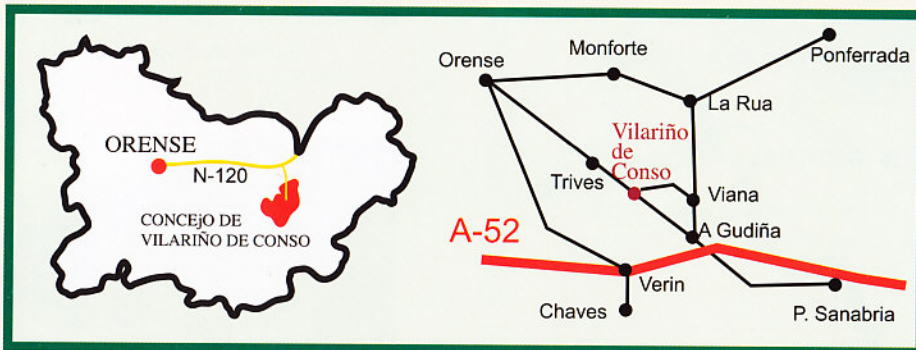 ORENSE
N-120
CONCEjO DE
VILARIÑO DE CONSO
Orense
Monforte
Ponferrada
La Rua
Vilariño
de
Conso
Trives
Viana
A Gudiña
A-52
Verin
Chaves
P. Sanabria